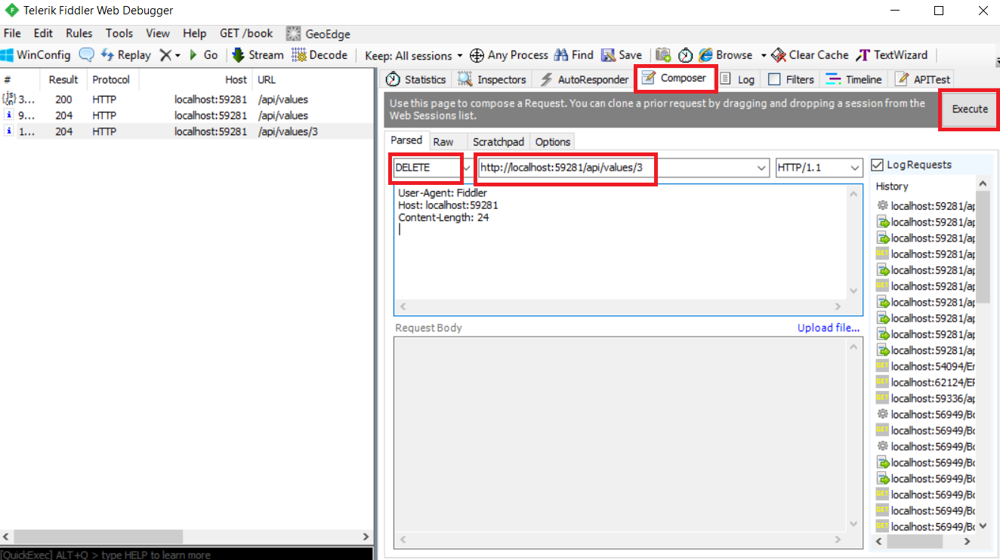 Telerik Fiddler Web Debugger
File Edit Rules Tools View Help GET /book GeoEdge
WinConfig Replay Go Stream Decode Keep: All sessions Any Process Find Save Browse Clear Cache TextWizard
# Result Protocol Host URL
3... 200 HTTP localhost:59281 /api/values
9... 204 HTTP localhost:59281 /api/values
1... 204 HTTP localhost:59281 /api/values/3
[QuickExec] ALT+Q > type HELP to learn more
Statistics Inspectors AutoResponder Composer Log Filters Timeline APITest
Use this page to compose a Request. You can clone a prior request by dragging and dropping a session from the
Web Sessions list.
Execute
Parsed Raw Scratchpad Options
DELETE http://localhost:59281/api/values/3 HTTP/1.1
User-Agent: Fiddler
Host: localhost:59281
Content-Length: 24
Request Body Upload file...
Log Requests
History
localhost:59281/ap
localhost:59281/ap
localhost:59281/ap
GET localhost:59281/ap
localhost:59281/ap
GET localhost:59281/ap
localhost:59281/ap
localhost:59281/ap
localhost:59281/ap
localhost:59281/ap
GET localhost:54094/Er
GET localhost:62124/EF
GET localhost:59336/ap
localhost:56949/Bo
GET localhost:56949/Bo
localhost:56949/Bo
localhost:56949/Bo
localhost:56949/Bo
GET localhost:56949/Bo
GET localhost:56949/Bo
GET localhost:56949/Bo